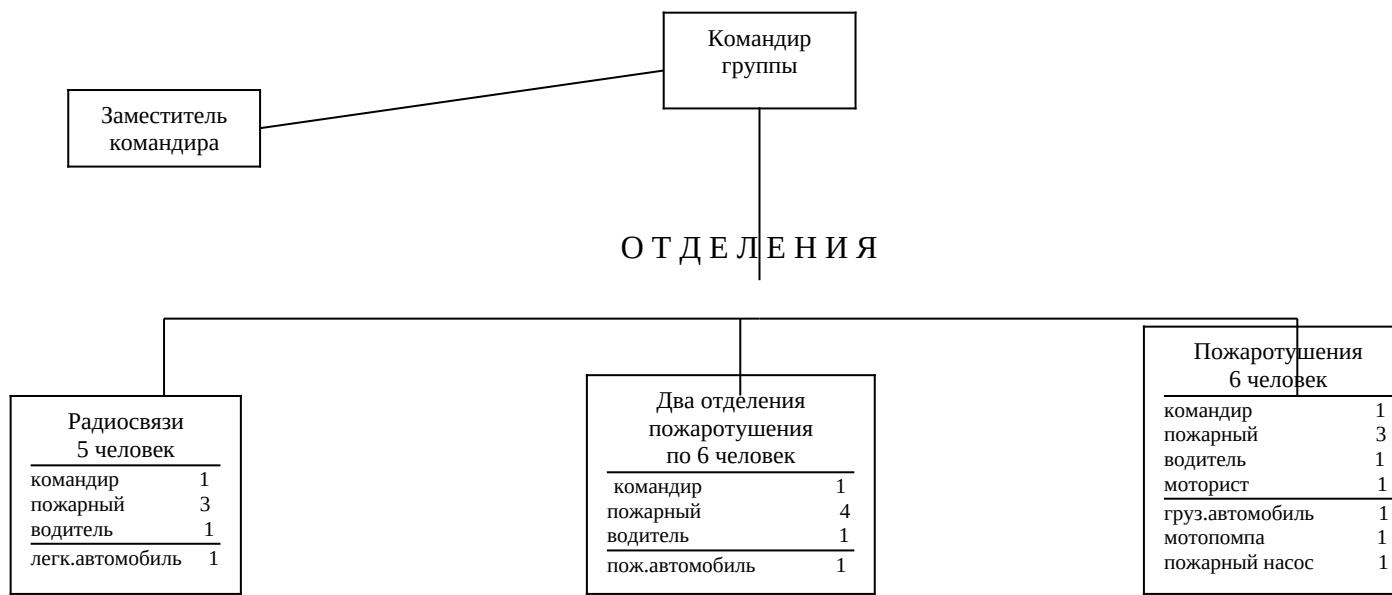 Командир
группы
Заместитель
командира
ОТДЕЛЕНИЯ
Радиосвязи
5 человек
командир 1
пожарный 3
водитель 1
легк.автомобиль 1
Два отделения
пожаротушения
по 6 человек
командир 1
пожарный 4
водитель 1
пож.автомобиль 1
Пожаротушения
6 человек
командир 1
пожарный 3
водитель 1
моторист 1
груз.автомобиль 1
мотопомпа 1
пожарный насос 1